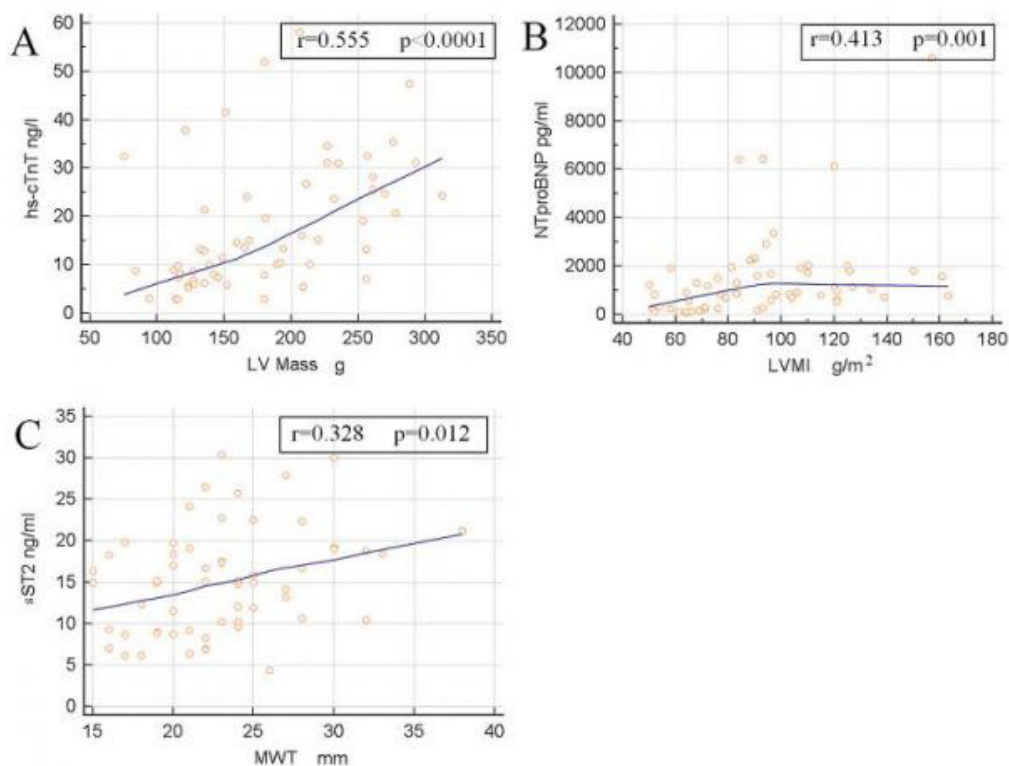 A
r=0.555 p<0.0001
60
50
40
30
20
10
0
hs-cTnT ng/l
50 100 150 200 250 300 350
LV Mass g
B
r=0.413 p=0.001
12000
10000
8000
6000
4000
2000
0
NTproBNP pg/ml
40 60 80 100 120 140 160 180
LVMI g/m²
C
r=0.328 p=0.012
35
30
25
20
15
10
5
0
sST2 ng/ml
15 20 25 30 35 40
MWT mm